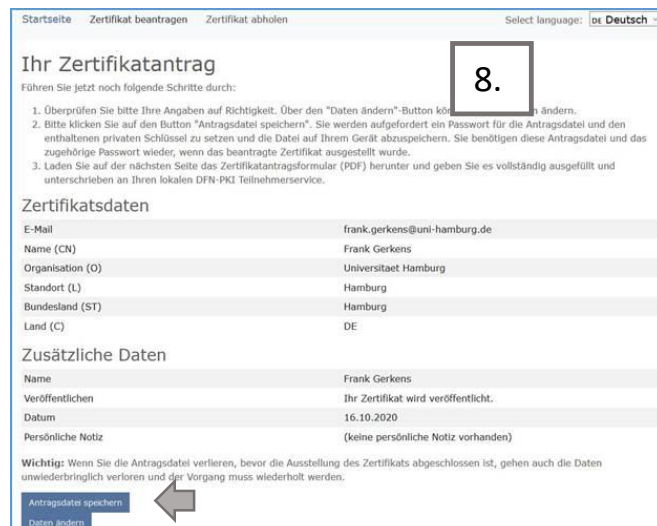 Startseite Zertifikat beantragen Zertifikat abholen Select language: DE Deutsch
Ihr Zertifikatantrag
8.
Führen Sie jetzt noch folgende Schritte durch:
1. Überprüfen Sie bitte Ihre Angaben auf Richtigkeit. Über den "Daten ändern"-Button ändern.
2. Bitte klicken Sie auf den Button "Antragsdatei speichern". Sie werden aufgefordert ein Passwort für die Antragsdatei und den
enthaltenen privaten Schlüssel zu setzen und die Datei auf Ihrem Gerät abzuspeichern. Sie benötigen diese Antragsdatei und das
zugehörige Passwort wieder, wenn das beantragte Zertifikat ausgestellt wurde.
3. Laden Sie auf der nächsten Seite das Zertifikatantragsformular (PDF) herunter und geben Sie es vollständig ausgefüllt und
unterschrieben an Ihren lokalen DFN-PKI Teilnehmerservice.
Zertifikatsdaten
E-Mail frank.gerkens@uni-hamburg.de
Name (CN) Frank Gerkens
Organisation (O) Universitaet Hamburg
Standort (L) Hamburg
Bundesland (ST) Hamburg
Land (C) DE
Zusätzliche Daten
Name Frank Gerkens
Veröffentlichen Ihr Zertifikat wird veröffentlicht.
Datum 16.10.2020
Persönliche Notiz (keine persönliche Notiz vorhanden)
Wichtig: Wenn Sie die Antragsdatei verlieren, bevor die Ausstellung des Zertifikats abgeschlossen ist, gehen auch die Daten
unwiederbringlich verloren und der Vorgang muss wiederholt werden.
Antragsdatei speichern
Daten ändern